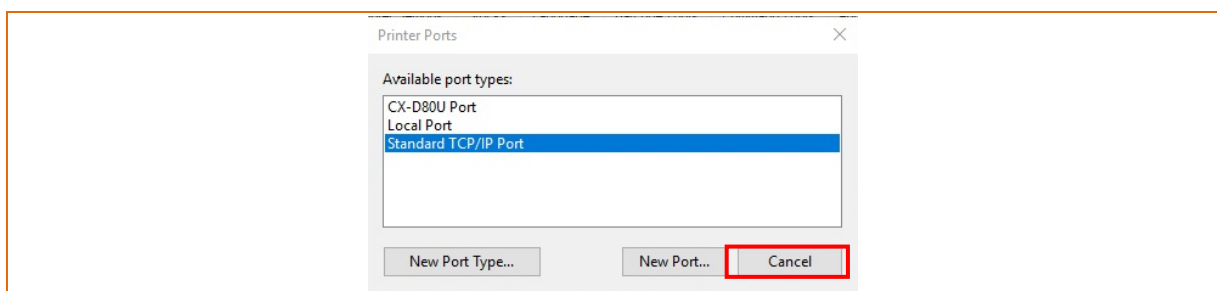 Printer Ports
Available port types:
CX-D80U Port
Local Port
Standard TCP/IP Port
New Port Type... New Port... Cancel